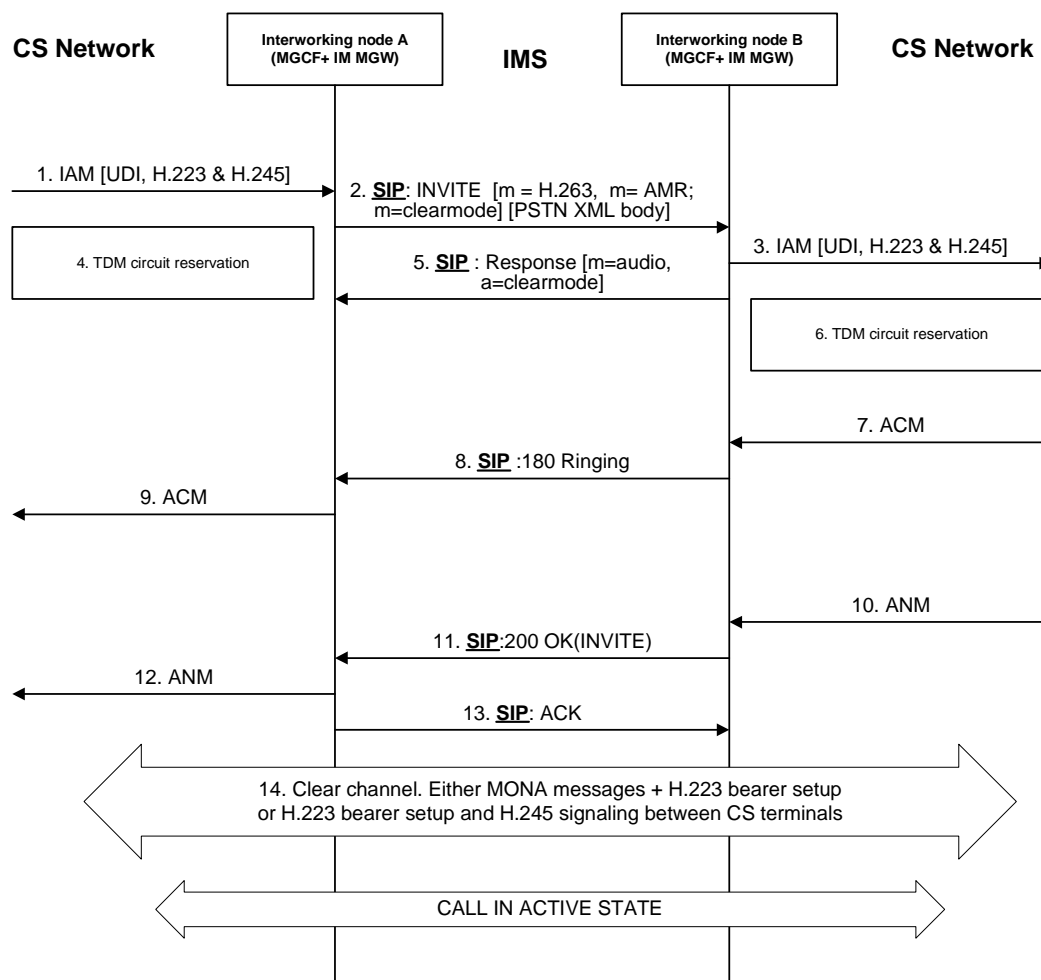 CS Network
Interworking node A
(MGCF+ IM MGW)
IMS
Interworking node B
(MGCF+ IM MGW)
CS Network
1. IAM [UDI, H.223 & H.245]
2. SIP: INVITE [m = H.263, m= AMR;
m=clearmode] [PSTN XML body]
3. IAM [UDI, H.223 & H.245]
4. TDM circuit reservation
5. SIP : Response [m=audio,
a=clearmode]
6. TDM circuit reservation
7. ACM
8. SIP :180 Ringing
9. ACM
10. ANM
11. SIP:200 OK(INVITE)
12. ANM
13. SIP: ACK
14. Clear channel. Either MONA messages + H.223 bearer setup
or H.223 bearer setup and H.245 signaling between CS terminals
CALL IN ACTIVE STATE